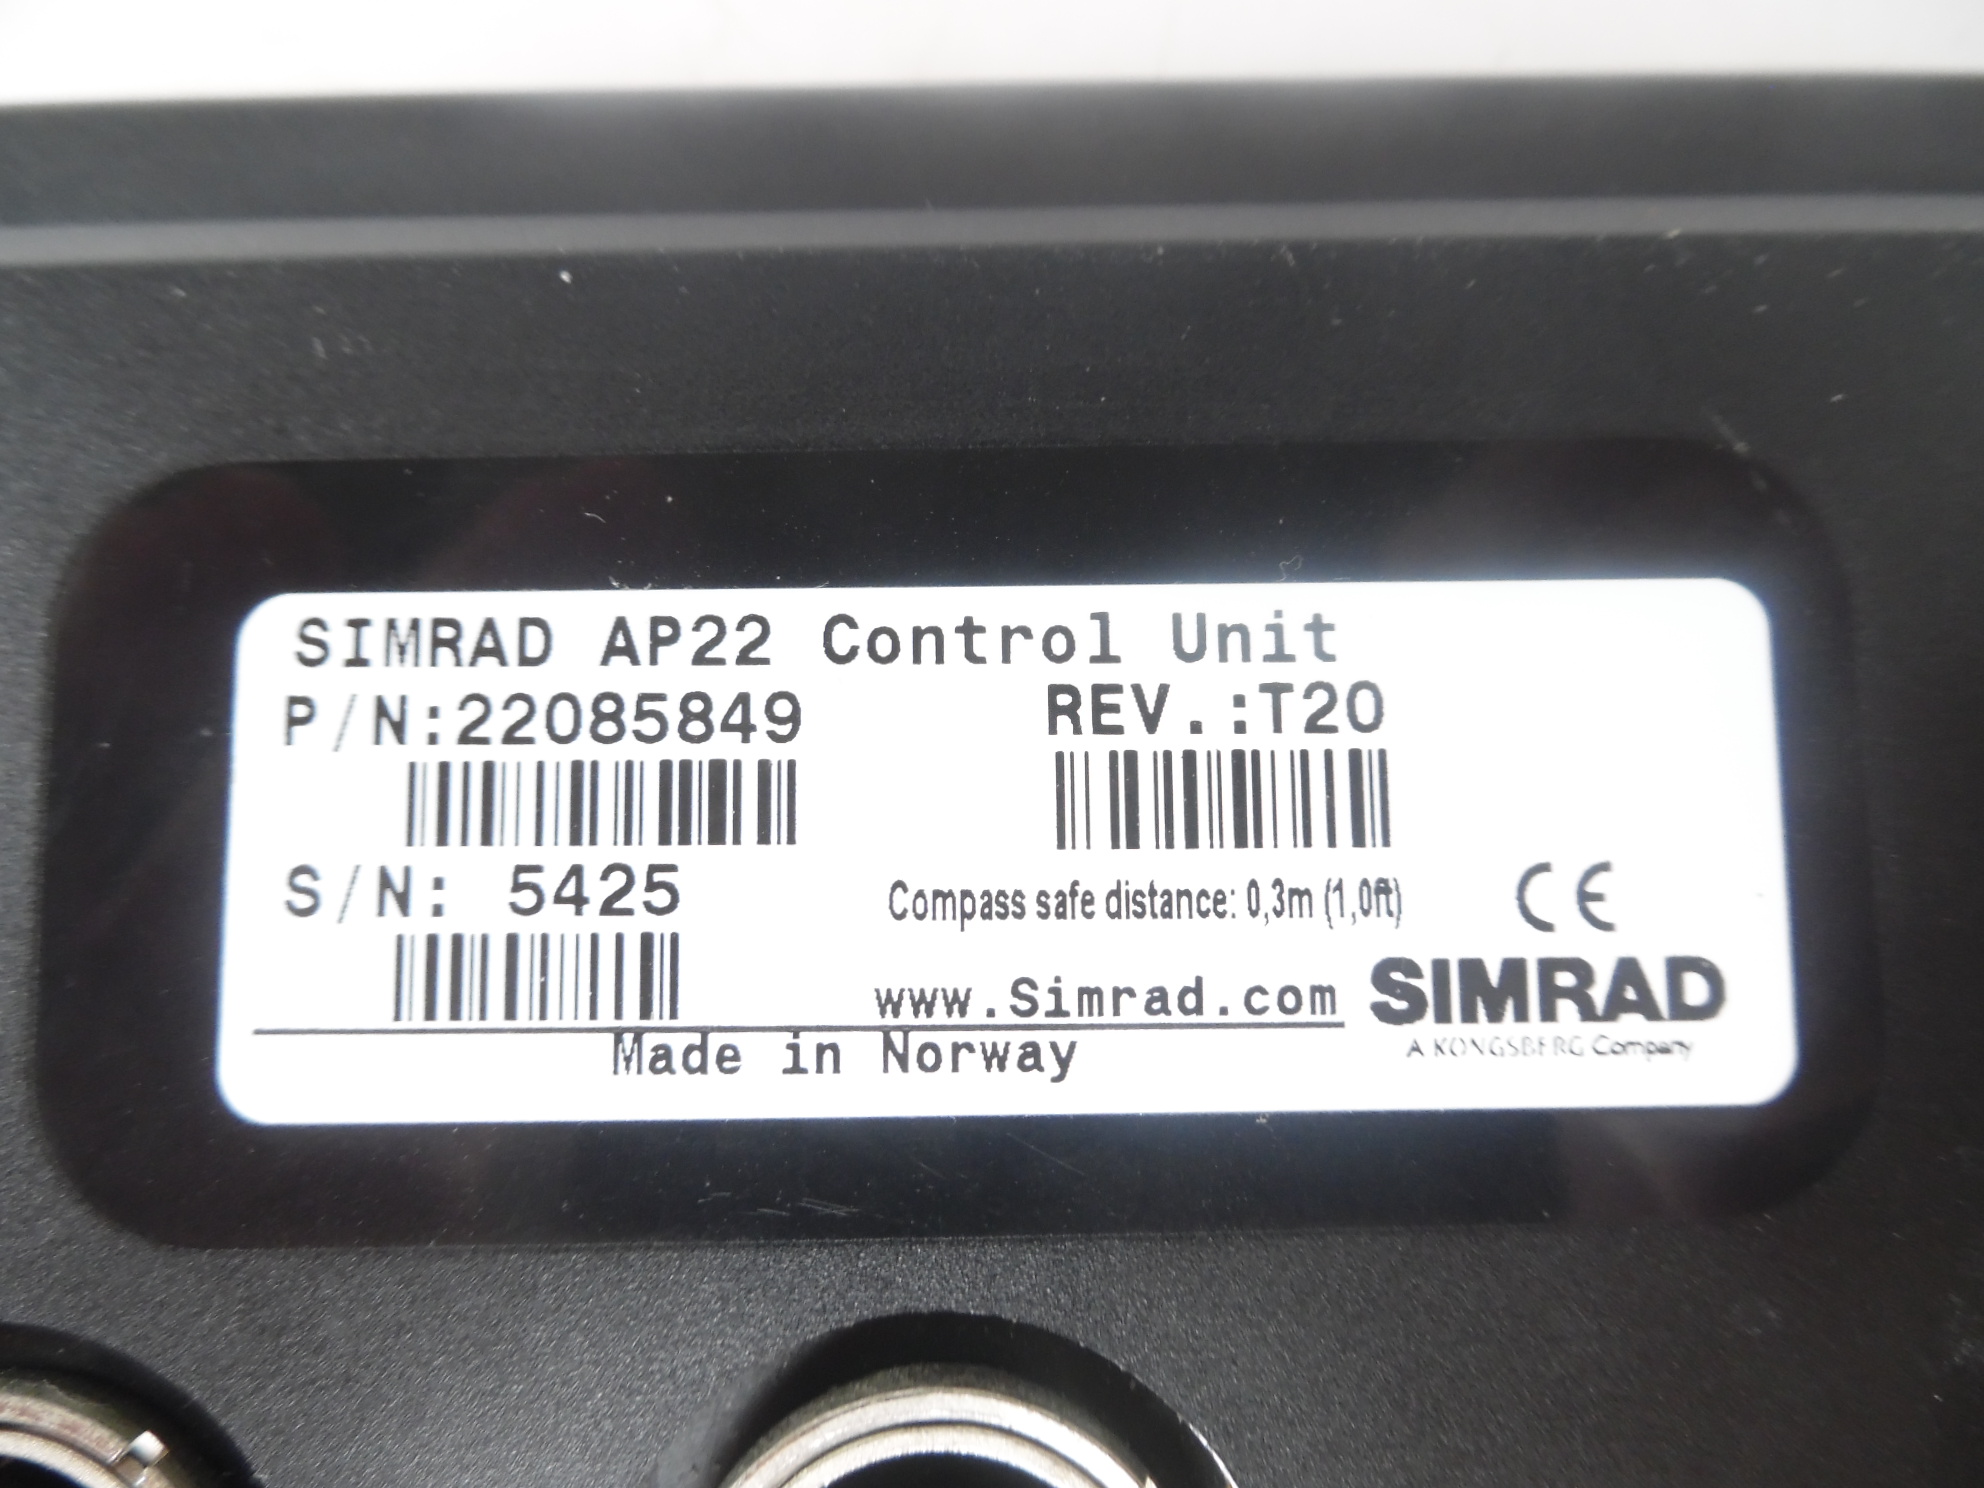 SIMRAD AP22 Control Unit
P/N:22085849 REV.:T20
S/N: 5425 Compass safe distance: 0,3m (1,0ft) CE
www.Simrad.com SIMRAD
Made in Norway A KONGSBERG Company